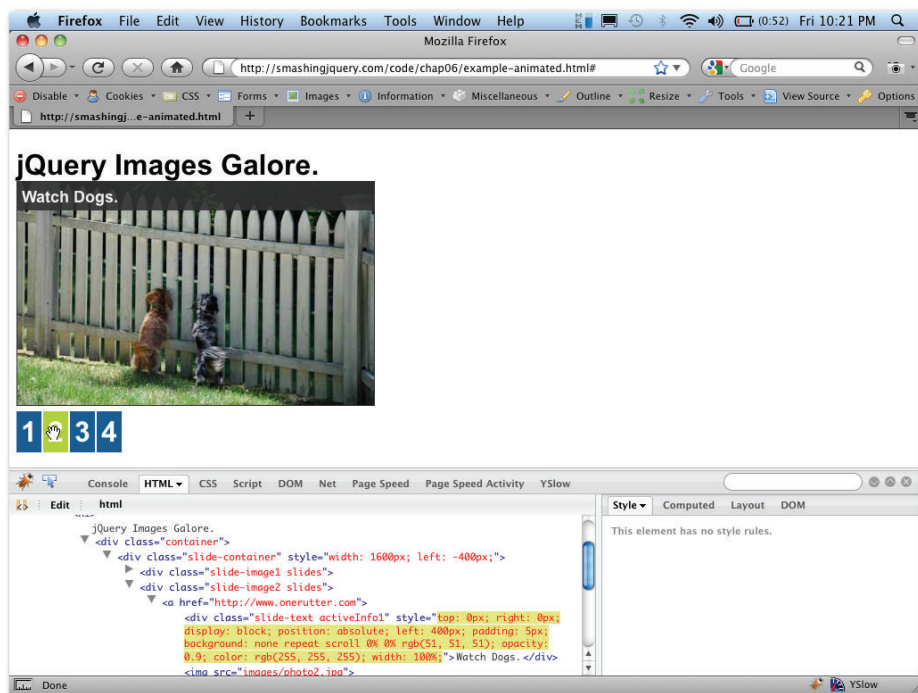 Firefox File Edit View History Bookmarks Tools Window Help (0:52) Fri 10:21 PM
Mozilla Firefox
http://smashingjquery.com/code/chap06/example-animated.html# Google
Disable Cookies CSS Forms Images Information Miscellaneous Outline Resize Tools View Source Options
http://smashingj...e-animated.html +
jQuery Images Galore.
Watch Dogs.
1 2 3 4
Console HTML CSS Script DOM Net Page Speed Page Speed Activity YSlow
Edit html Style Computed Layout DOM
jQuery Images Galore.
This element has no style rules.
<div class="container">
<div class="slide-container" style="width: 1600px; left: -400px;">
<div class="slide-image1 slides">
<div class="slide-image2 slides">
<a href="http://www.onerutter.com">
<div class="slide-text activeInfo1" style="top: 0px; right: 0px;
display: block; position: absolute; left: 400px; padding: 5px;
background: none repeat scroll 0% 0% rgb(51, 51, 51); opacity:
0.9; color: rgb(255, 255, 255); width: 100%;">Watch Dogs.</div>
<img src="images/photo2.jpg">
Done YSlow